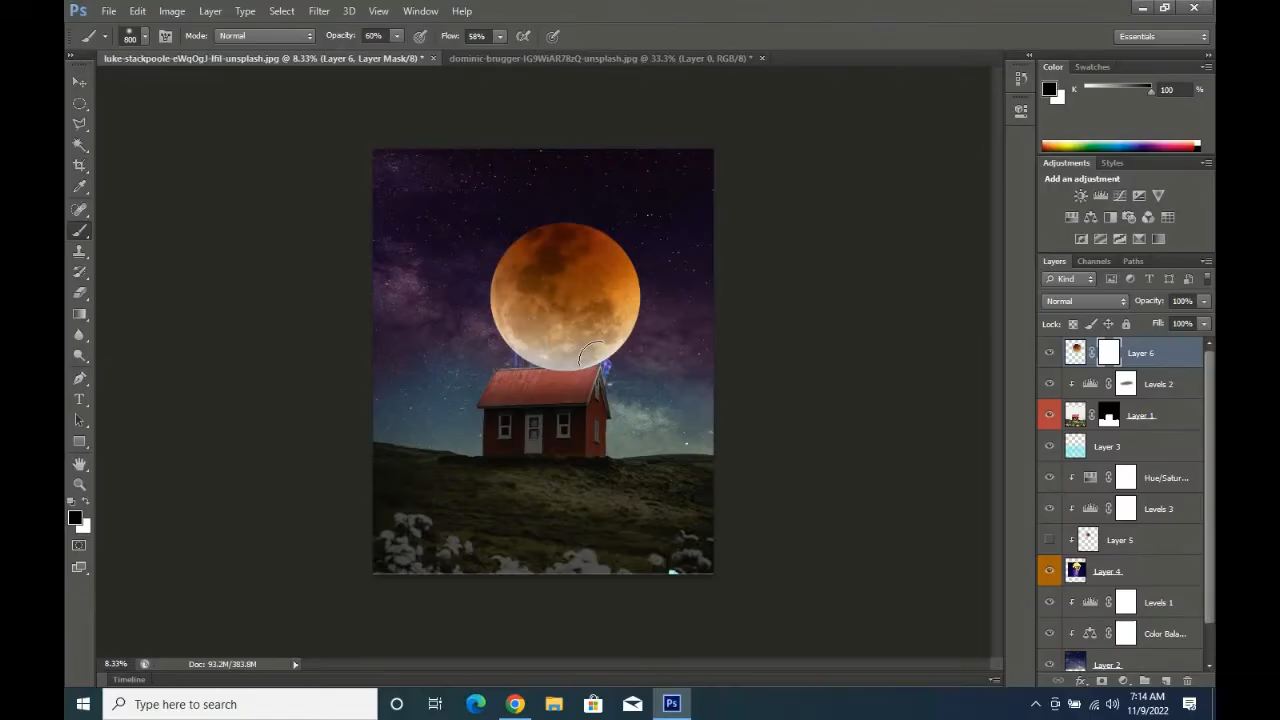 Ps File Edit Image Layer Type Select Filter 3D View Window Help
800 Mode: Normal Opacity: 60% Flow: 58% Essentials
luke-stackpoole-eWqOgJ-lfiI-unsplash.jpg @ 8.33% (Layer 6, Layer Mask/8) * × dominic-brugger-IG9WiAR78zQ-unsplash.jpg @ 33.3% (Layer 0, RGB/8) * ×
Color Swatches
K 100 %
Adjustments Styles
Add an adjustment
Layers Channels Paths
Kind
Normal Opacity: 100%
Lock: Fill: 100%
Layer 6
Levels 2
Layer 1
Layer 3
Hue/Satur...
Levels 3
Layer 5
Layer 4
Levels 1
Color Bala...
Layer 2
8.33% Doc: 93.2M/383.8M
Timeline
Type here to search
Ps
7:14 AM
11/9/2022